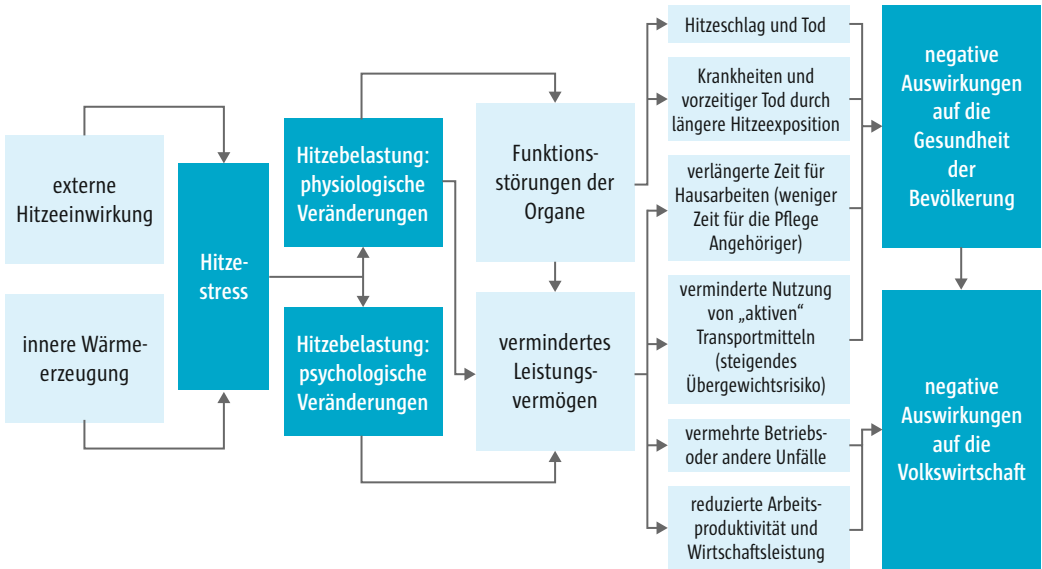 externe
Hitzeeinwirkung
innere Wärme-
erzeugung
Hitze-
stress
Hitzebelastung:
physiologische
Veränderungen
Hitzebelastung:
psychologische
Veränderungen
Funktions-
störungen der
Organe
vermindertes
Leistungs-
vermögen
Hitzeschlag und Tod
Krankheiten und
vorzeitiger Tod durch
längere Hitzeexposition
verlängerte Zeit für
Hausarbeiten (weniger
Zeit für die Pflege
Angehöriger)
verminderte Nutzung
von „aktiven“
Transportmitteln
(steigendes
Übergewichtsrisiko)
vermehrte Betriebs-
oder andere Unfälle
reduzierte Arbeits-
produktivität und
Wirtschaftsleistung
negative
Auswirkungen
auf die
Gesundheit
der
Bevölkerung
negative
Auswirkungen
auf die
Volkswirtschaft